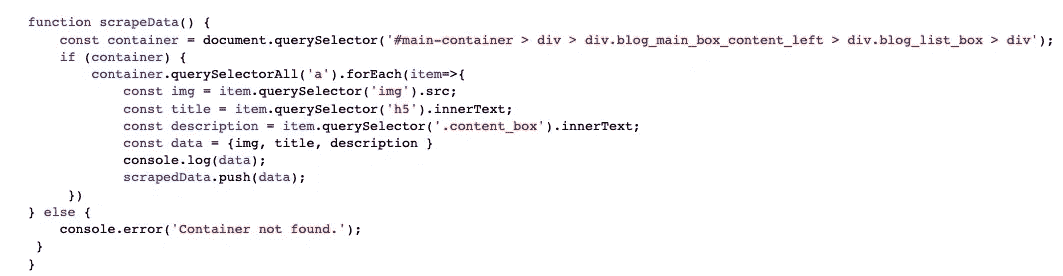 function scrapeData() {
    const container = document.querySelector('#main-container > div > div.blog_main_box_content_left > div.blog_list_box > div');
    if (container) {
        container.querySelectorAll('a').forEach(item=>{
            const img = item.querySelector('img').src;
            const title = item.querySelector('h5').innerText;
            const description = item.querySelector('.content_box').innerText;
            const data = {img, title, description }
            console.log(data);
            scrapedData.push(data);
     })
} else {
    console.error('Container not found.');
 }
}